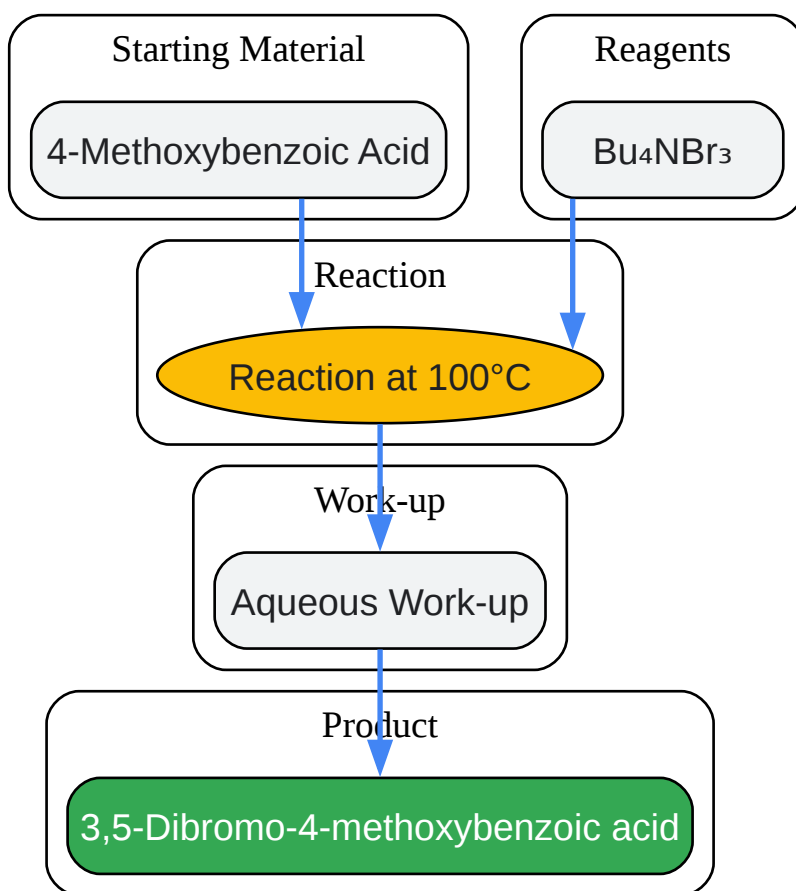 Starting Material
Reagents
4-Methoxybenzoic Acid
Bu₄NBr₃
Reaction
Reaction at 100°C
Work-up
Aqueous Work-up
Product
3,5-Dibromo-4-methoxybenzoic acid